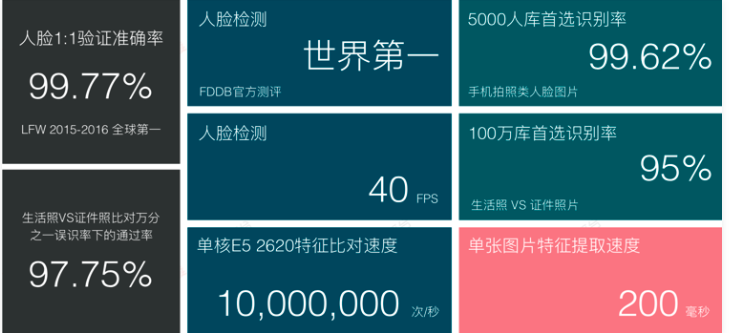 人脸1:1验证准确率
99.77%
LFW 2015-2016 全球第一
生活照VS证件照比对万分
之一误识率下的通过率
97.75%
人脸检测
世界第一
FDDB官方测评
人脸检测
40 FPS
单核E5 2620特征比对速度
10,000,000 次/秒
5000人库首选识别率
99.62%
手机拍照类人脸图片
100万库首选识别率
95%
生活照 VS 证件照片
单张图片特征提取速度
200 毫秒